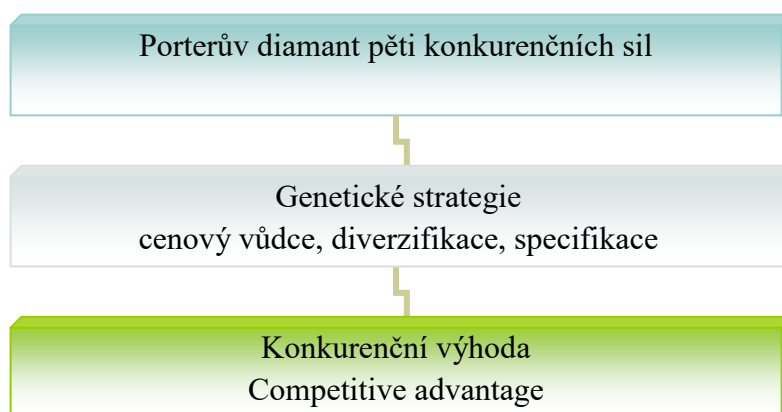 Porterův diamant pěti konkurenčních sil
Genetické strategie
cenový vůdce, diverzifikace, specifikace
Konkurenční výhoda
Competitive advantage